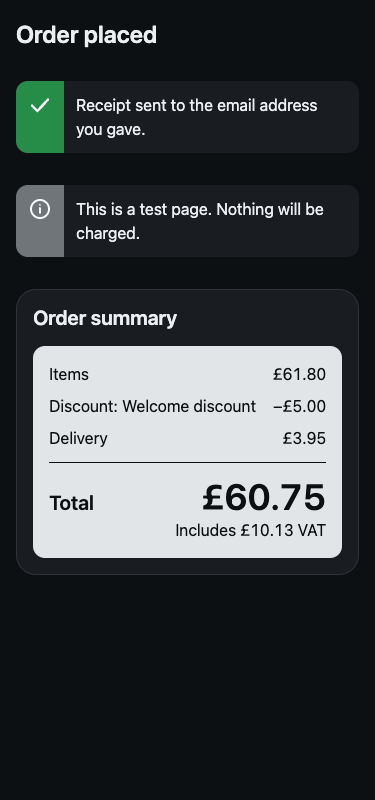 Order placed
Receipt sent to the email address
you gave.
This is a test page. Nothing will be
charged.
Order summary
Items £61.80
Discount: Welcome discount −£5.00
Delivery £3.95
Total £60.75
Includes £10.13 VAT